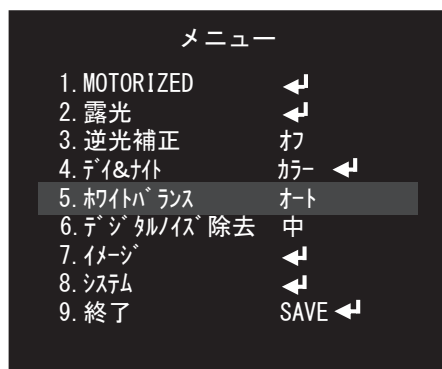 メニュー
1. MOTORIZED ↲
2. 露光 ↲
3. 逆光補正 オフ
4. ﾃﾞｲ&ﾅｲﾄ ｶﾗｰ ↲
5. ﾎﾜｲﾄﾊﾞﾗﾝｽ ｵｰﾄ
6. ﾃﾞｼﾞﾀﾙﾉｲｽﾞ除去 中
7. ｲﾒｰｼﾞ ↲
8. ｼｽﾃﾑ ↲
9. 終了 SAVE ↲